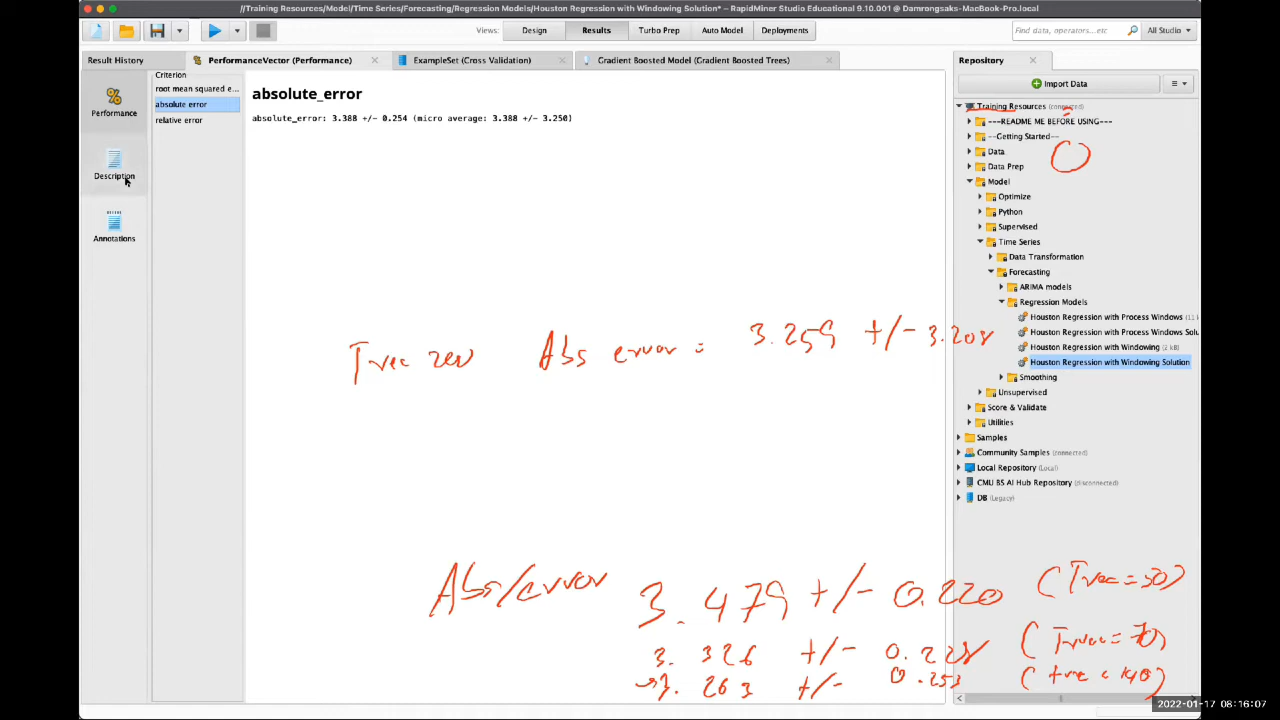 //Training Resources/Model/Time Series/Forecasting/Regression Models/Houston Regression with Windowing Solution* – RapidMiner Studio Educational 9.10.001 @ Damrongsaks-MacBook-Pro.local
Views: Design Results Turbo Prep Auto Model Deployments Find data, operators...etc All Studio
Result History PerformanceVector (Performance) ExampleSet (Cross Validation) Gradient Boosted Model (Gradient Boosted Trees) Repository
Performance
Description
Annotations
Criterion
root mean squared e...
absolute error
relative error
absolute_error
absolute_error: 3.388 +/- 0.254 (micro average: 3.388 +/- 3.250)
Abs error = 3.259 +/- 3.208
Abs/error 3.479 +/- 0.220 (Tree=50)
3.326 +/- 0.228 (Tree= 70)
3.263 +/- 0.253 (tree = 140)
Import Data
Training Resources (connected)
---README ME BEFORE USING---
--Getting Started--
Data
Data Prep
Model
Optimize
Python
Supervised
Time Series
Data Transformation
Forecasting
ARIMA models
Regression Models
Houston Regression with Process Windows (11 k
Houston Regression with Process Windows Solu
Houston Regression with Windowing (2 kB)
Houston Regression with Windowing Solution
Smoothing
Unsupervised
Score & Validate
Utilities
Samples
Community Samples (connected)
Local Repository (Local)
CMU BS AI Hub Repository (disconnected)
DB (Legacy)
2022-01-17 08:16:07